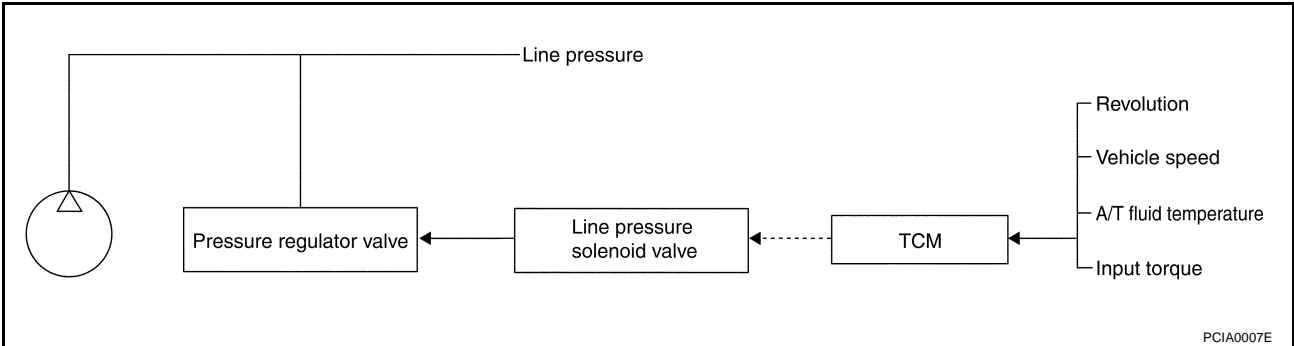 Line pressure
Revolution
Vehicle speed
A/T fluid temperature
Input torque
Pressure regulator valve
Line pressure
solenoid valve
TCM
PCIA0007E